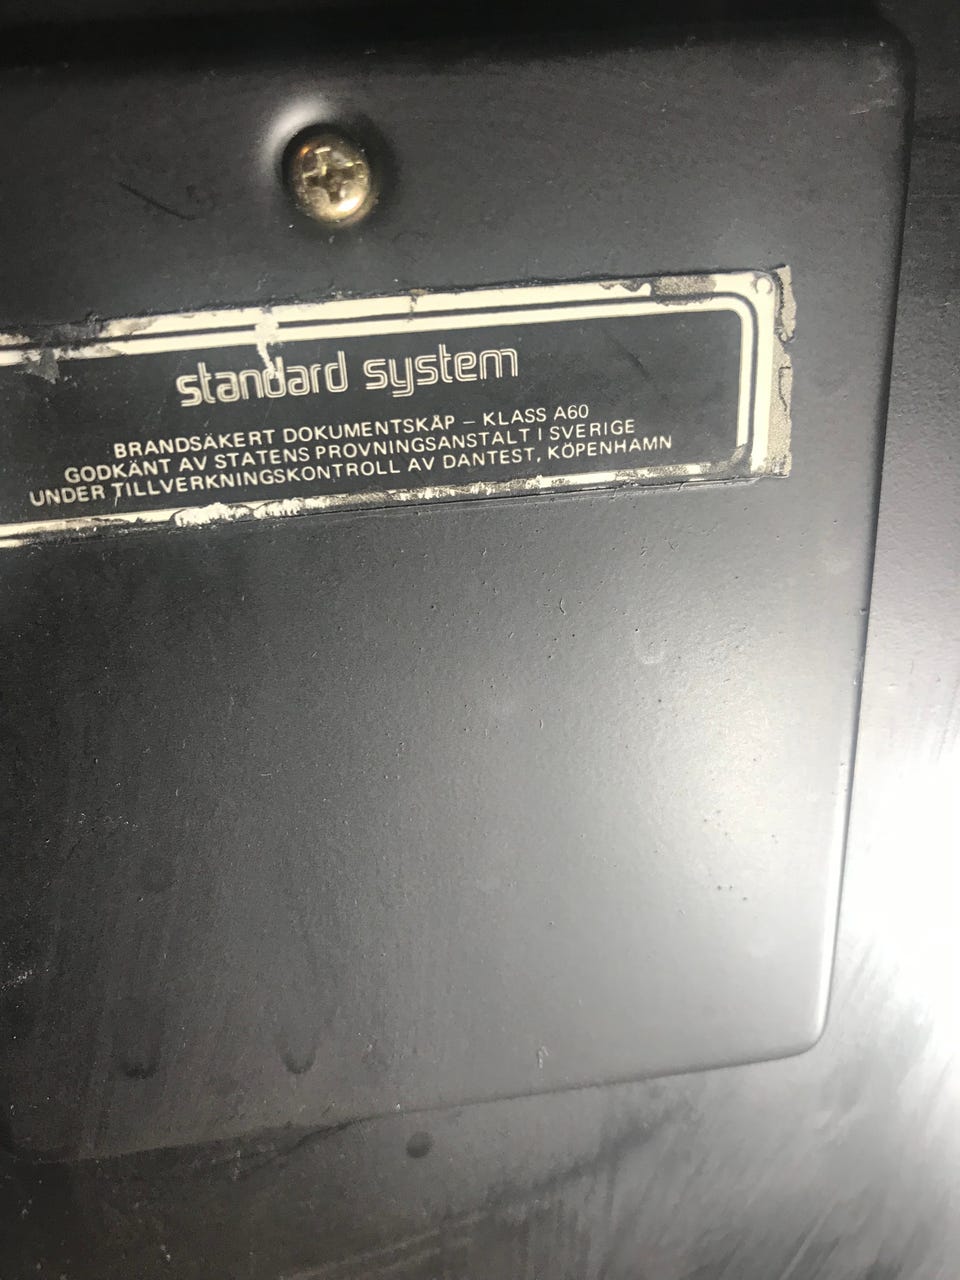 standard system
BRANDSÄKERT DOKUMENTSKÅP – KLASS A60
GODKÄNT AV STATENS PROVNINGSANSTALT I SVERIGE
UNDER TILLVERKNINGSKONTROLL AV DANTEST, KÖPENHAMN